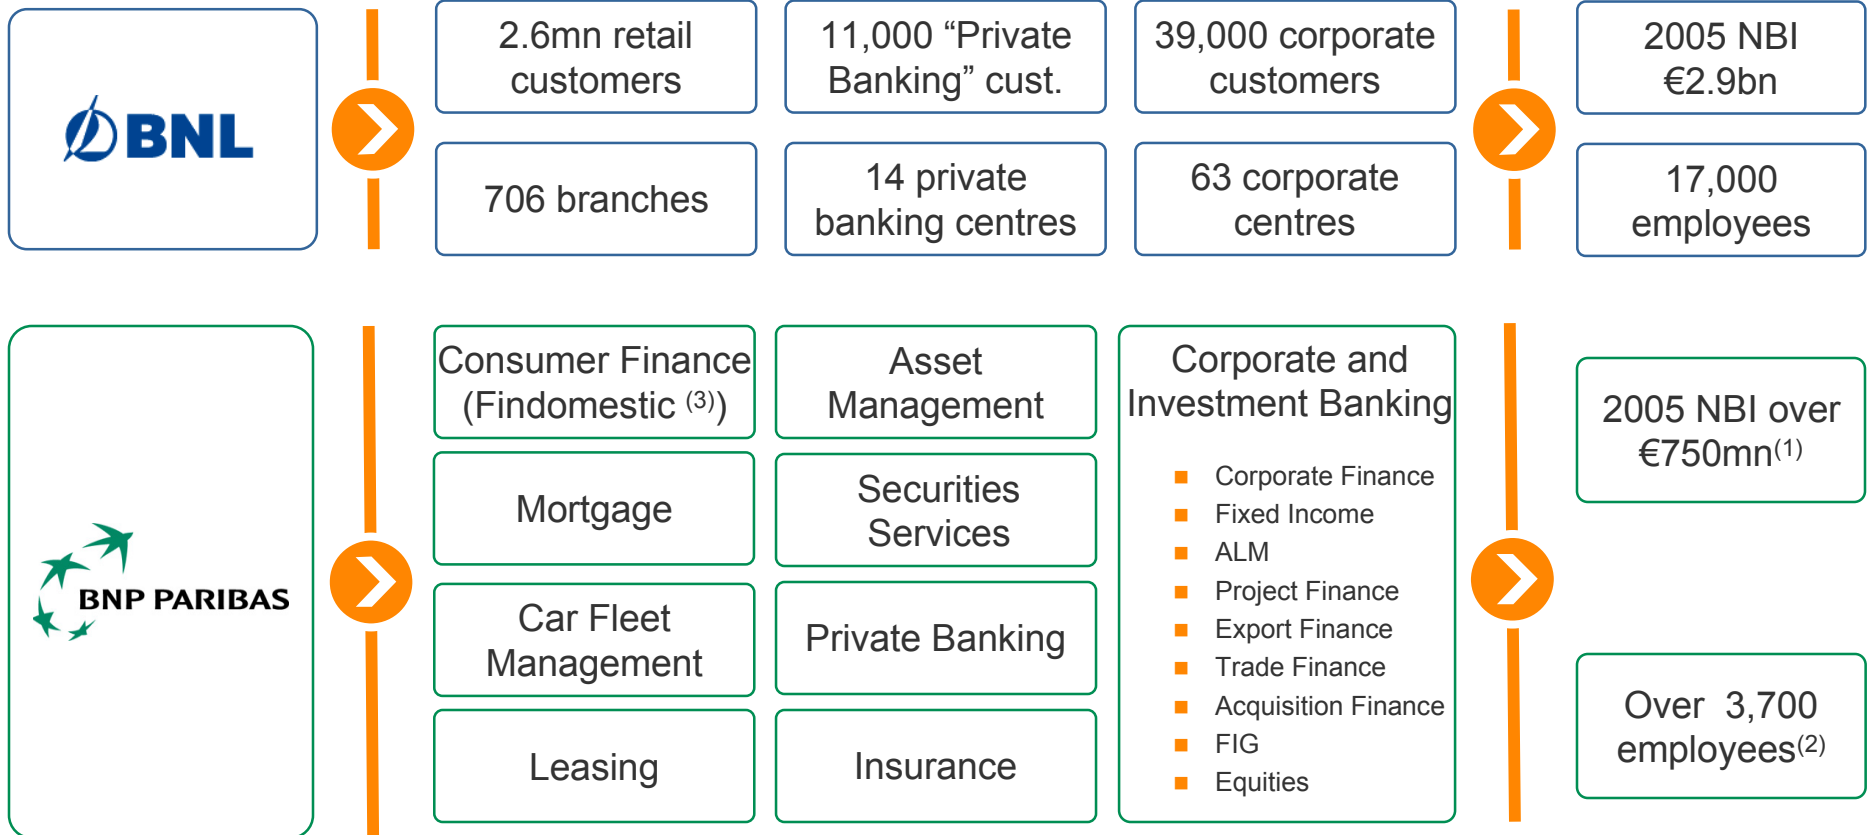 BNL
2.6mn retail
customers
11,000 “Private
Banking” cust.
39,000 corporate
customers
2005 NBI
€2.9bn
706 branches
14 private
banking centres
63 corporate
centres
17,000
employees
BNP PARIBAS
Consumer Finance
(Findomestic (3))
Asset
Management
Corporate and
Investment Banking
Mortgage
Securities
Services
Car Fleet
Management
Private Banking
Leasing
Insurance
Corporate Finance
Fixed Income
ALM
Project Finance
Export Finance
Trade Finance
Acquisition Finance
FIG
Equities
2005 NBI over
€750mn(1)
Over 3,700
employees(2)